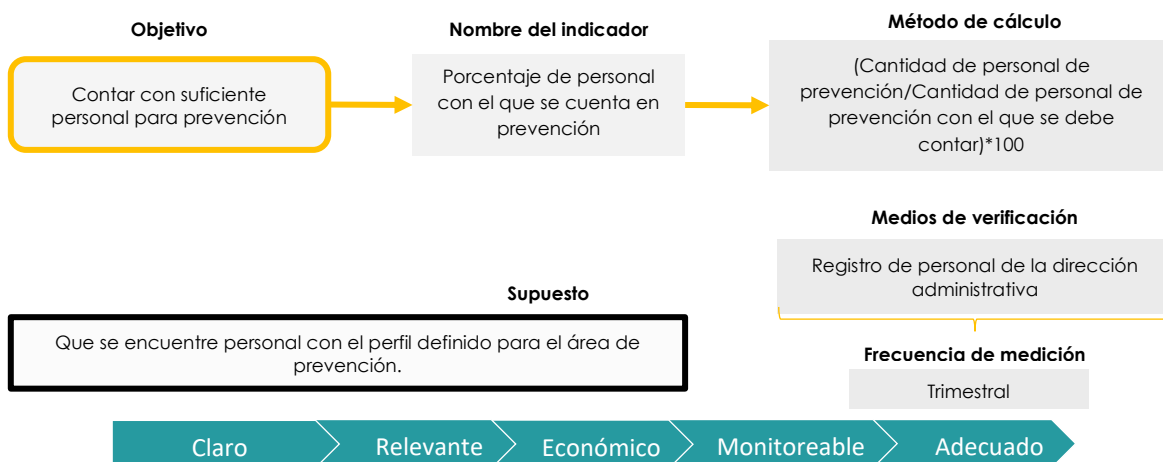 Objetivo
Contar con suficiente
personal para prevención
Nombre del indicador
Porcentaje de personal
con el que se cuenta en
prevención
Método de cálculo
(Cantidad de personal de
prevención/Cantidad de personal de
prevención con el que se debe
contar)*100
Medios de verificación
Registro de personal de la dirección
administrativa
Supuesto
Que se encuentre personal con el perfil definido para el área de
prevención.
Frecuencia de medición
Trimestral
Claro
Relevante
Económico
Monitoreable
Adecuado